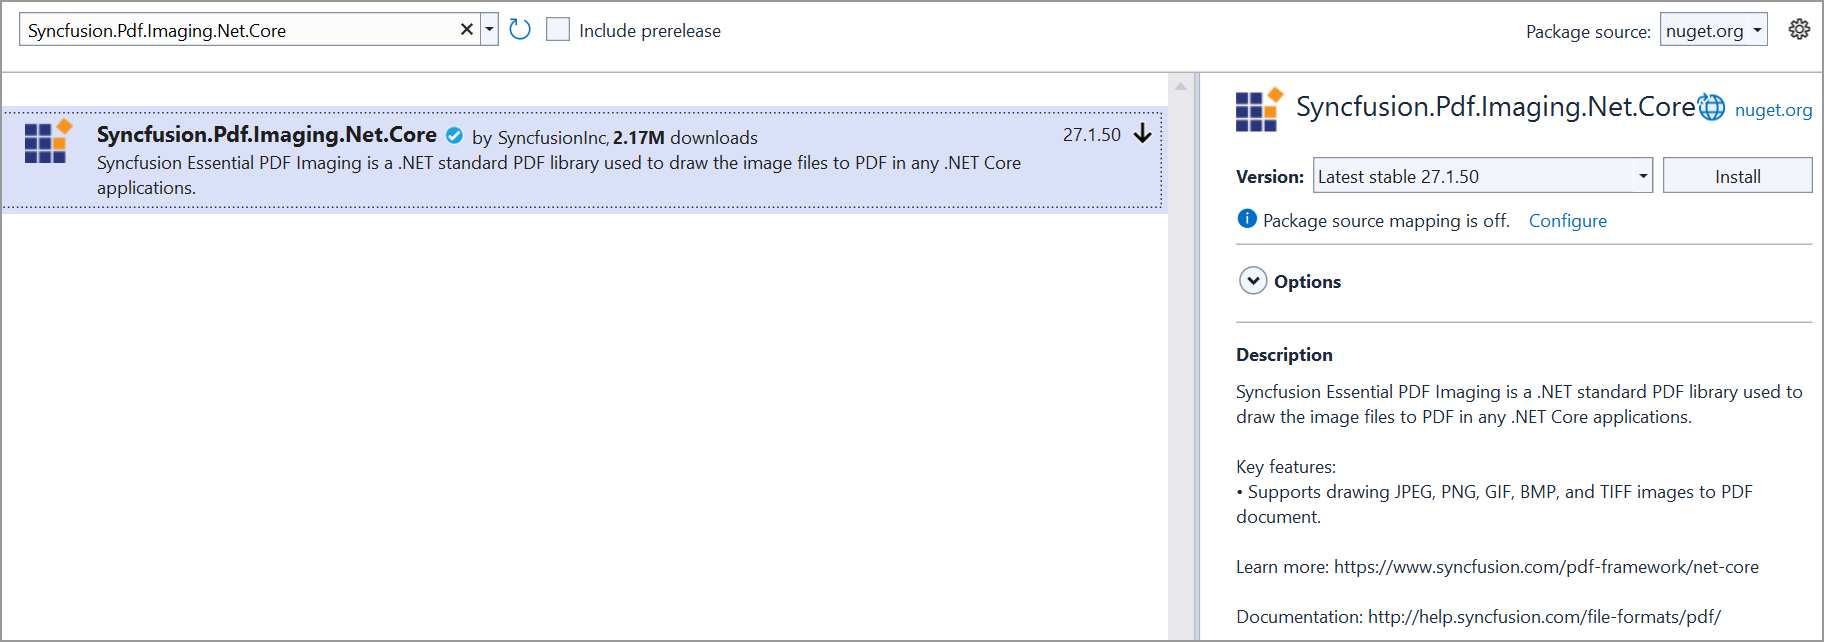 Syncfusion.Pdf.Imaging.Net.Core
Include prerelease
Package source: nuget.org
Syncfusion.Pdf.Imaging.Net.Core by SyncfusionInc, 2.17M downloads 27.1.50
Syncfusion Essential PDF Imaging is a .NET standard PDF library used to draw the image files to PDF in any .NET Core
applications.
Syncfusion.Pdf.Imaging.Net.Core nuget.org
Version: Latest stable 27.1.50 Install
Package source mapping is off. Configure
Options
Description
Syncfusion Essential PDF Imaging is a .NET standard PDF library used to
draw the image files to PDF in any .NET Core applications.
Key features:
• Supports drawing JPEG, PNG, GIF, BMP, and TIFF images to PDF
document.
Learn more: https://www.syncfusion.com/pdf-framework/net-core
Documentation: http://help.syncfusion.com/file-formats/pdf/